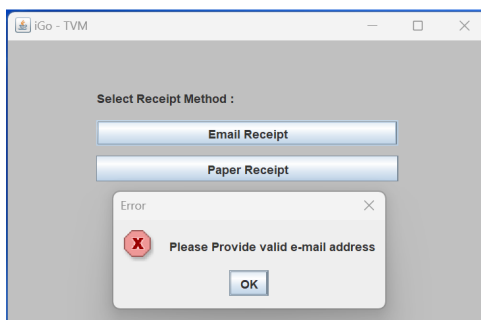 iGo - TVM
Select Receipt Method :
Email Receipt
Paper Receipt
Error
Please Provide valid e-mail address
OK